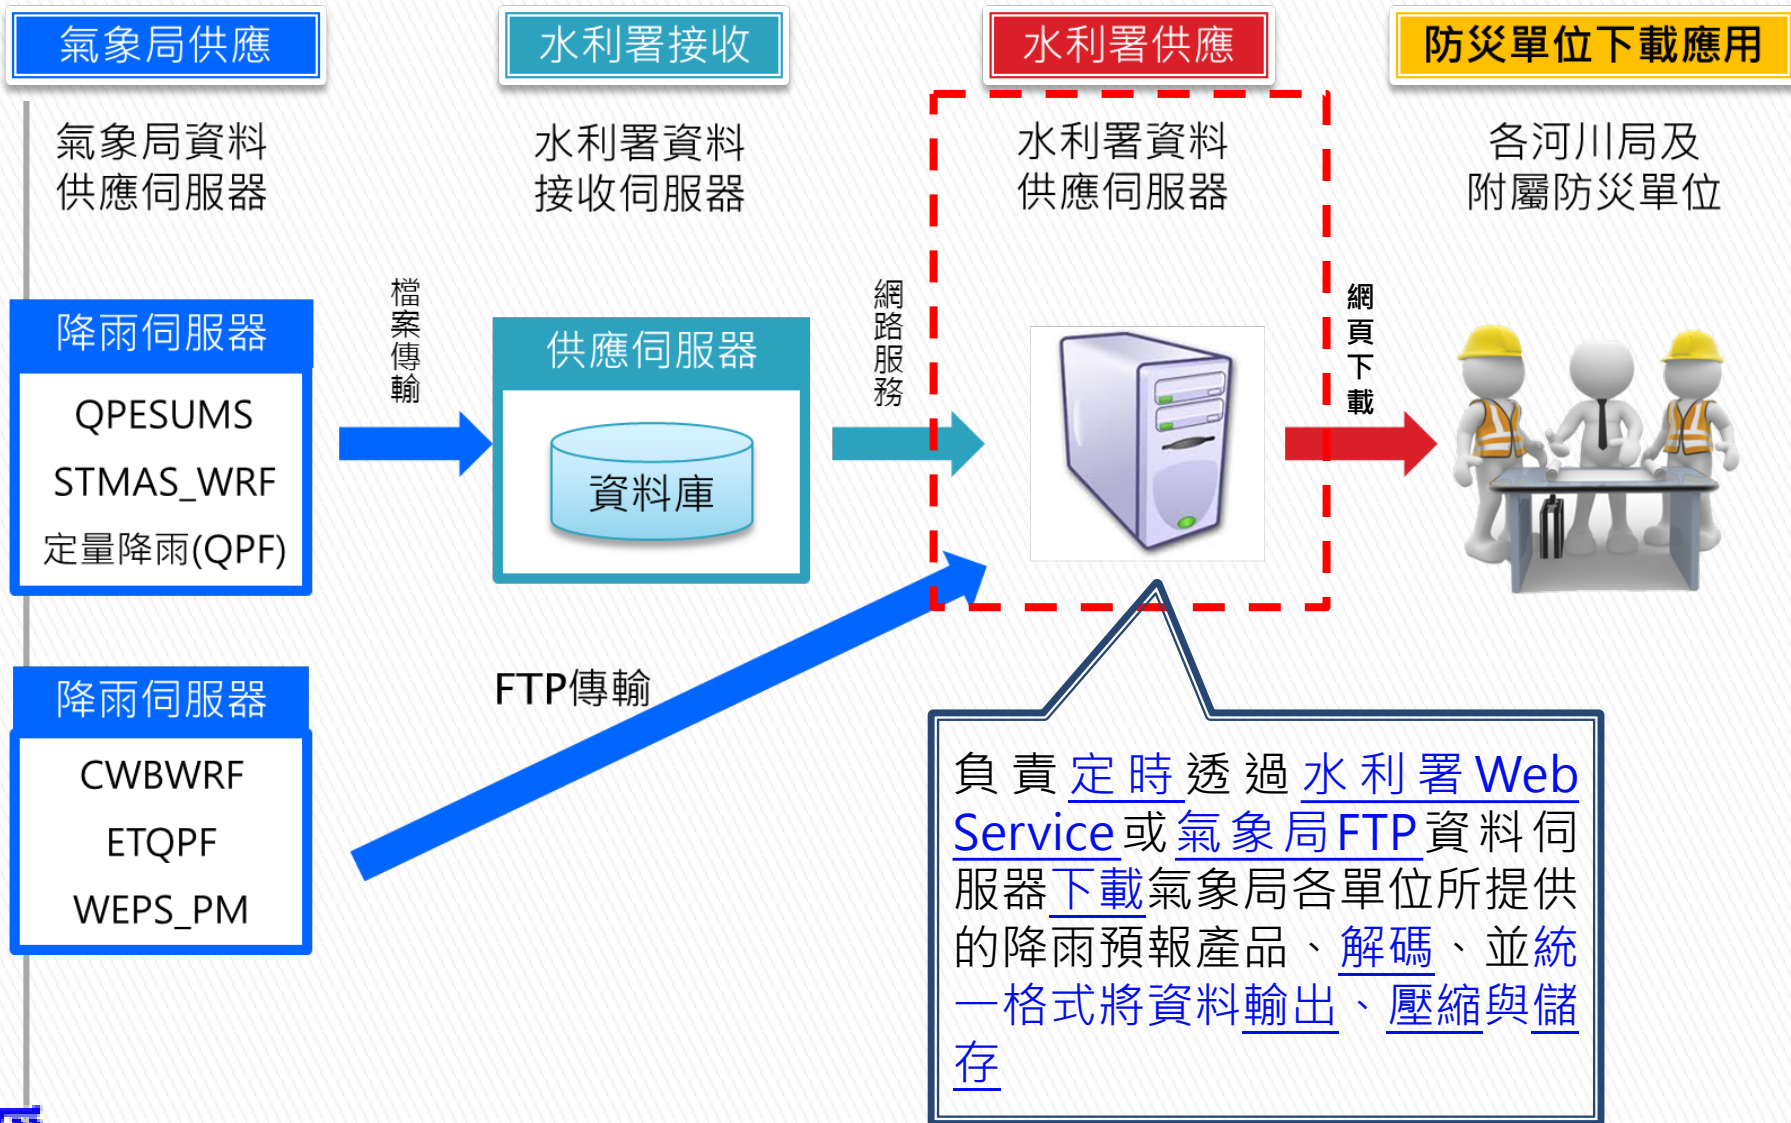 氣象局供應
水利署接收
水利署供應
防災單位下載應用
氣象局資料
供應伺服器
水利署資料
接收伺服器
水利署資料
供應伺服器
各河川局及
附屬防災單位
降雨伺服器
QPESUMS
STMAS_WRF
定量降雨(QPF)
檔案傳輸
供應伺服器
資料庫
網路服務
網頁下載
降雨伺服器
CWBWRF
ETQPF
WEPS_PM
FTP傳輸
負責定時透過水利署Web
Service或氣象局FTP資料伺
服器下載氣象局各單位所提供
的降雨預報產品、解碼、並統
一格式將資料輸出、壓縮與儲
存